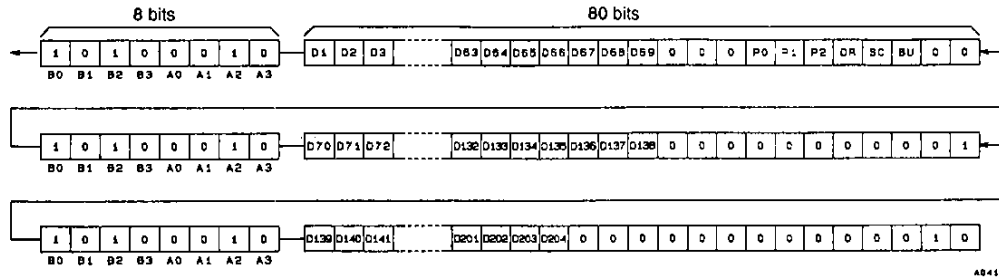 8 bits 80 bits
1 0 1 0 0 0 1 0 D1 D2 D3 D63 D64 D65 D66 D67 D68 D69 0 0 0 P0 P1 P2 DR SC BU 0 0
B0 B1 B2 B3 A0 A1 A2 A3
1 0 1 0 0 0 1 0 D70 D71 D72 D132 D133 D134 D135 D136 D137 D138 0 0 0 0 0 0 0 0 0 0 1
B0 B1 B2 B3 A0 A1 A2 A3
1 0 1 0 0 0 1 0 D139 D140 D141 D201 D202 D203 D204 0 0 0 0 0 0 0 0 0 0 0 0 1 0
B0 B1 B2 B3 A0 A1 A2 A3